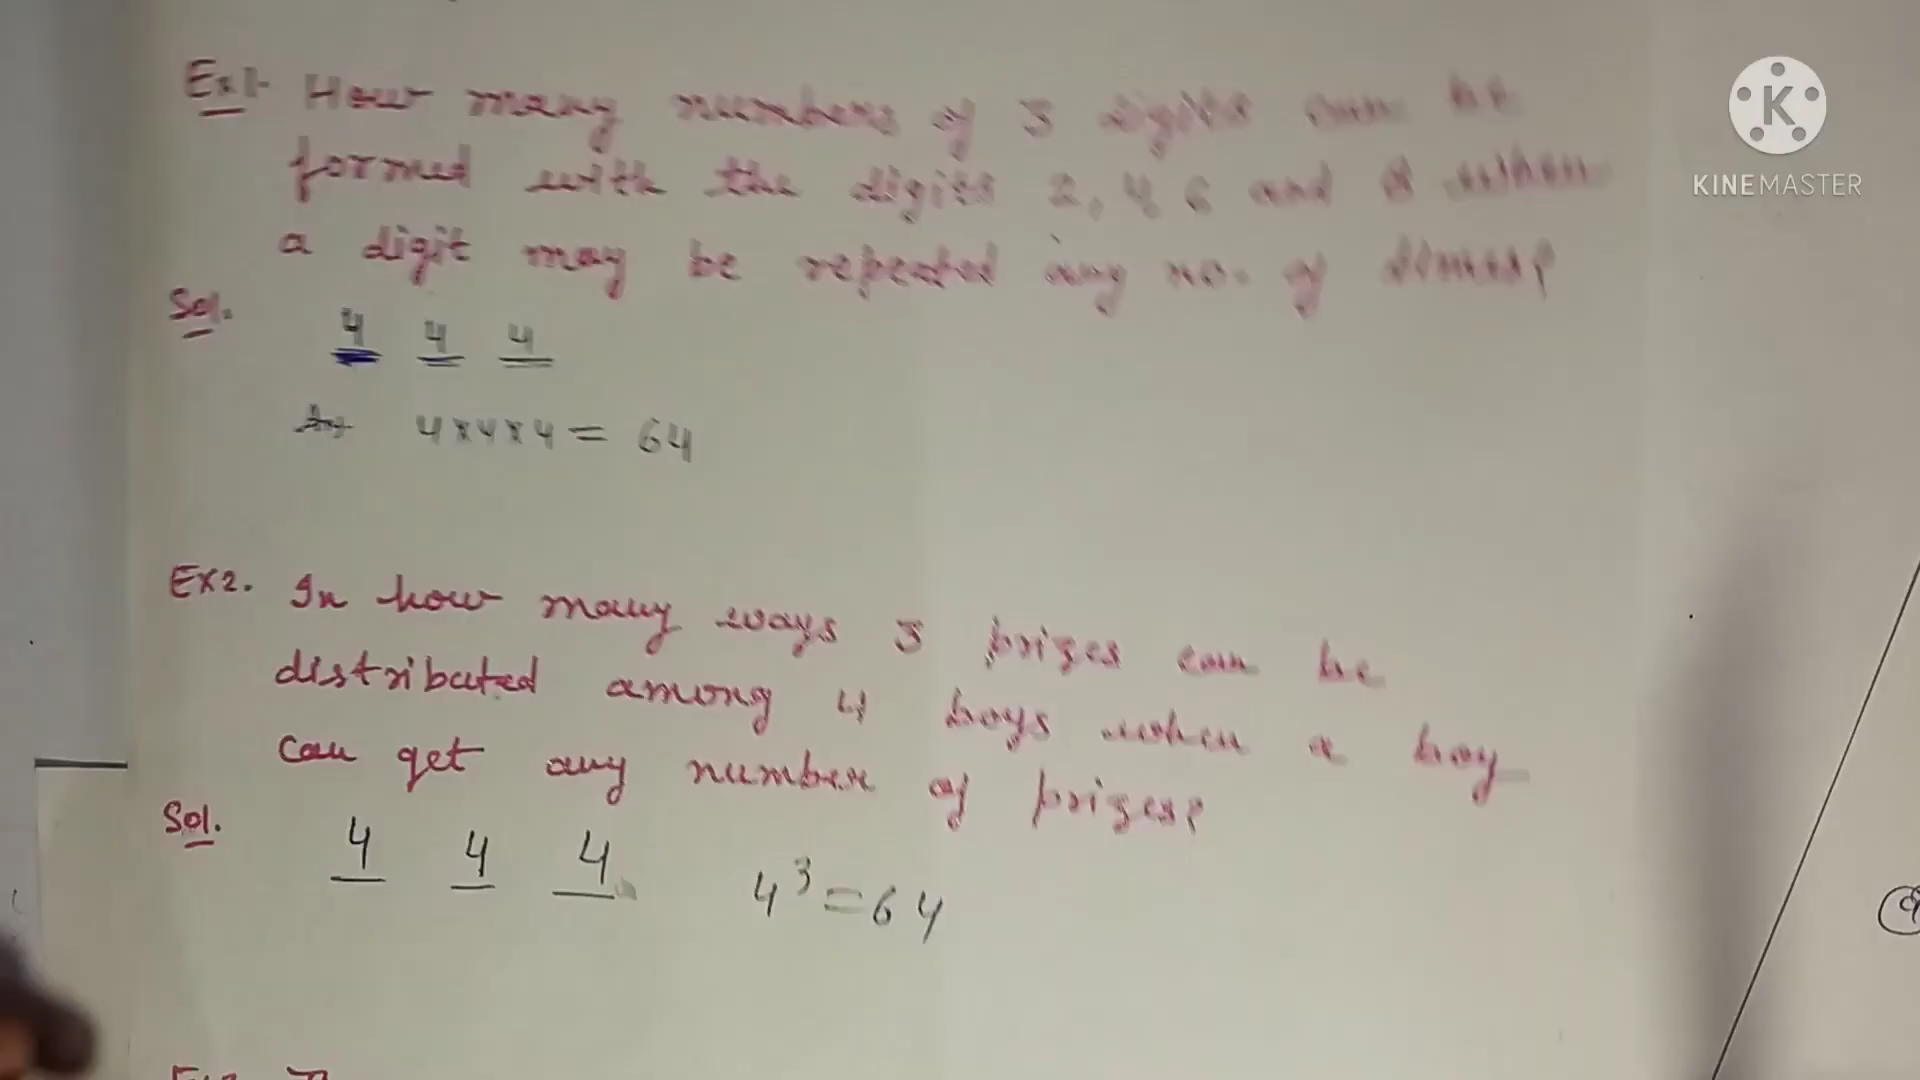 Ex1. How many numbers of 3 digits can be
formed with the digits 2, 4 6 and 8 when
a digit may be repeated any no. of times?
Sol.
4 4 4
4×4×4 = 64
Ex2. In how many ways 3 prizes can be
distributed among 4 boys when a boy
can get any number of prizes?
Sol.
4 4 4 4³ = 64
K
KINEMASTER